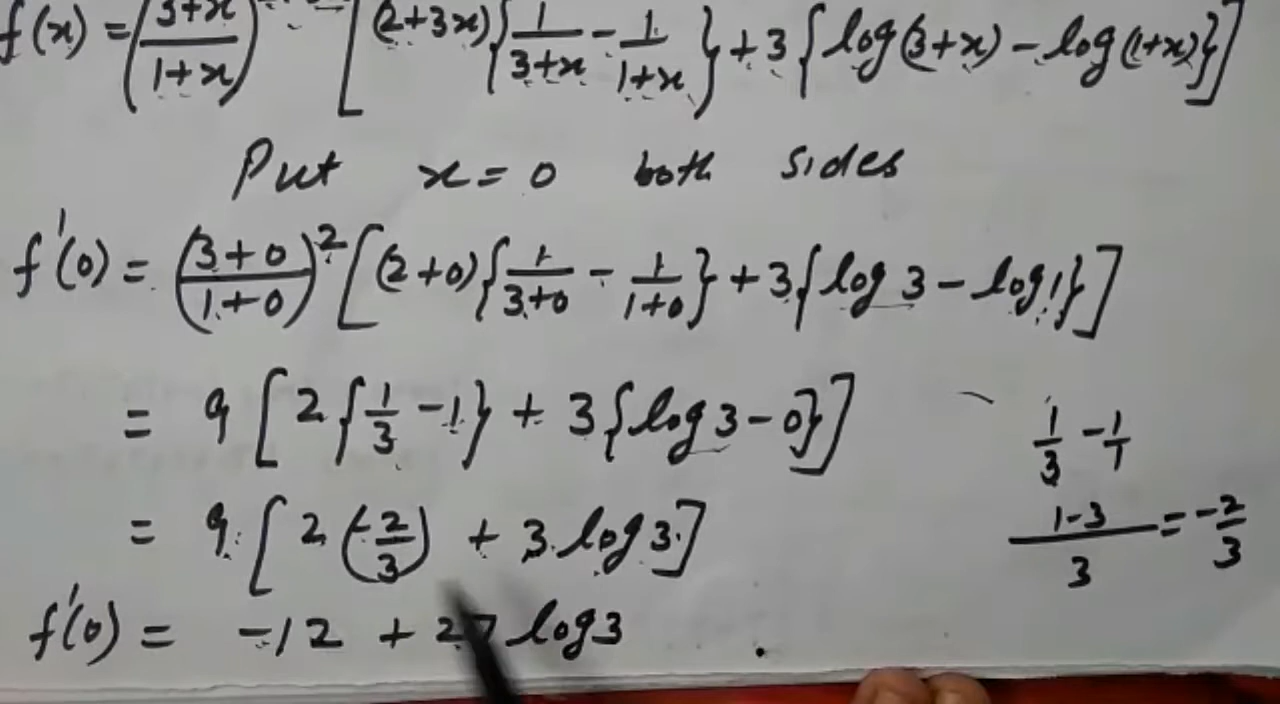 f(x) = (3+x/1+x) [(2+3x){1/3+x - 1/1+x} + 3{log(3+x) - log(1+x)}]
Put x=0 both sides
f'(0) = (3+0/1+0)² [(2+0){1/3+0 - 1/1+0} + 3{log 3 - log 1}]
= 9 [2{1/3 - 1} + 3{log 3 - 0}]
1/3 - 1/1
= 9 [2(-2/3) + 3 log 3]
1-3/3 = -2/3
f'(0) = -12 + 27 log 3